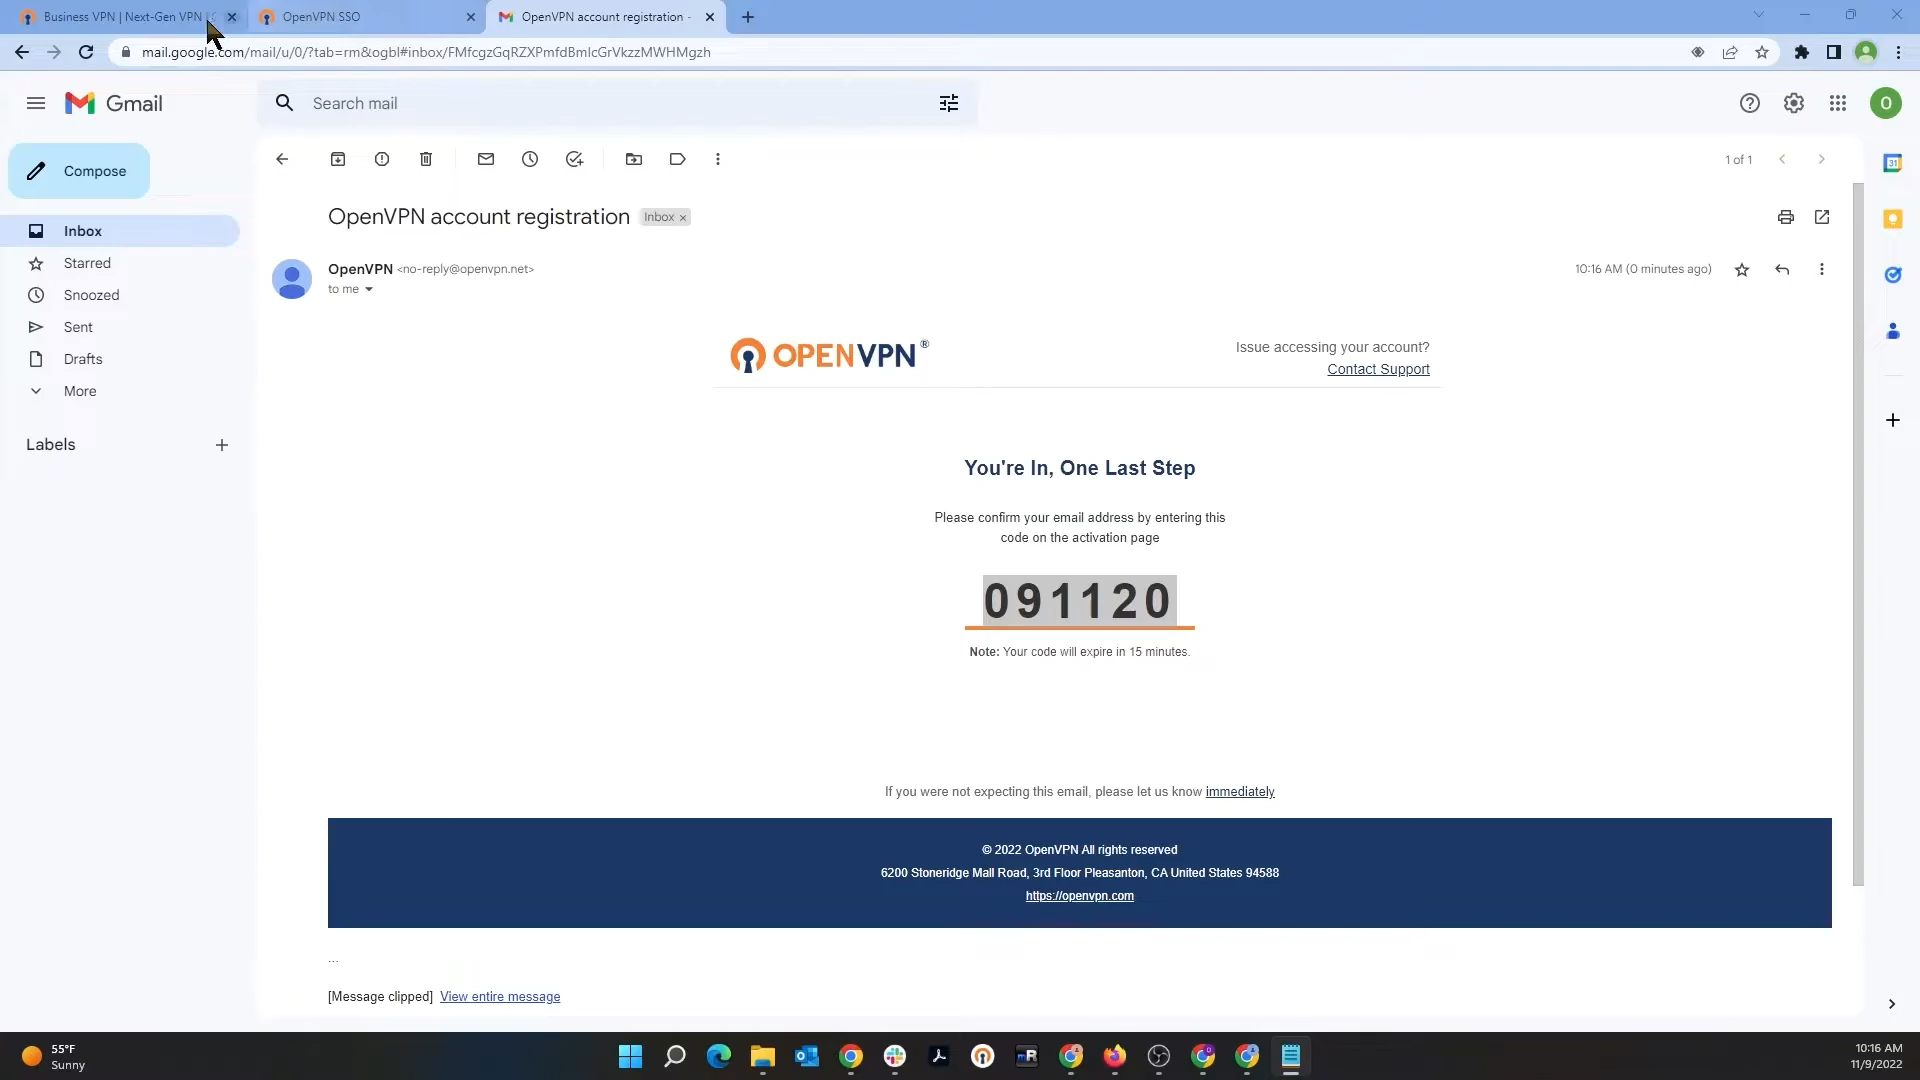 Business VPN | Next-Gen VPN |
OpenVPN SSO
OpenVPN account registration -
mail.google.com/mail/u/0/?tab=rm&ogbl#inbox/FMfcgzGqRZXPmfdBmIcGrVkzzMWHMgzh
Gmail
Search mail
O
Compose
1 of 1
31
OpenVPN account registration
Inbox ×
Inbox
Starred
Snoozed
Sent
Drafts
More
Labels
OpenVPN <no-reply@openvpn.net>
10:16 AM (0 minutes ago)
to me
OPENVPN®
Issue accessing your account?
Contact Support
You're In, One Last Step
Please confirm your email address by entering this
code on the activation page
091120
Note: Your code will expire in 15 minutes.
If you were not expecting this email, please let us know immediately
© 2022 OpenVPN All rights reserved
6200 Stoneridge Mall Road, 3rd Floor Pleasanton, CA United States 94588
https://openvpn.com
...
[Message clipped] View entire message
55°F
Sunny
mR
10:16 AM
11/9/2022